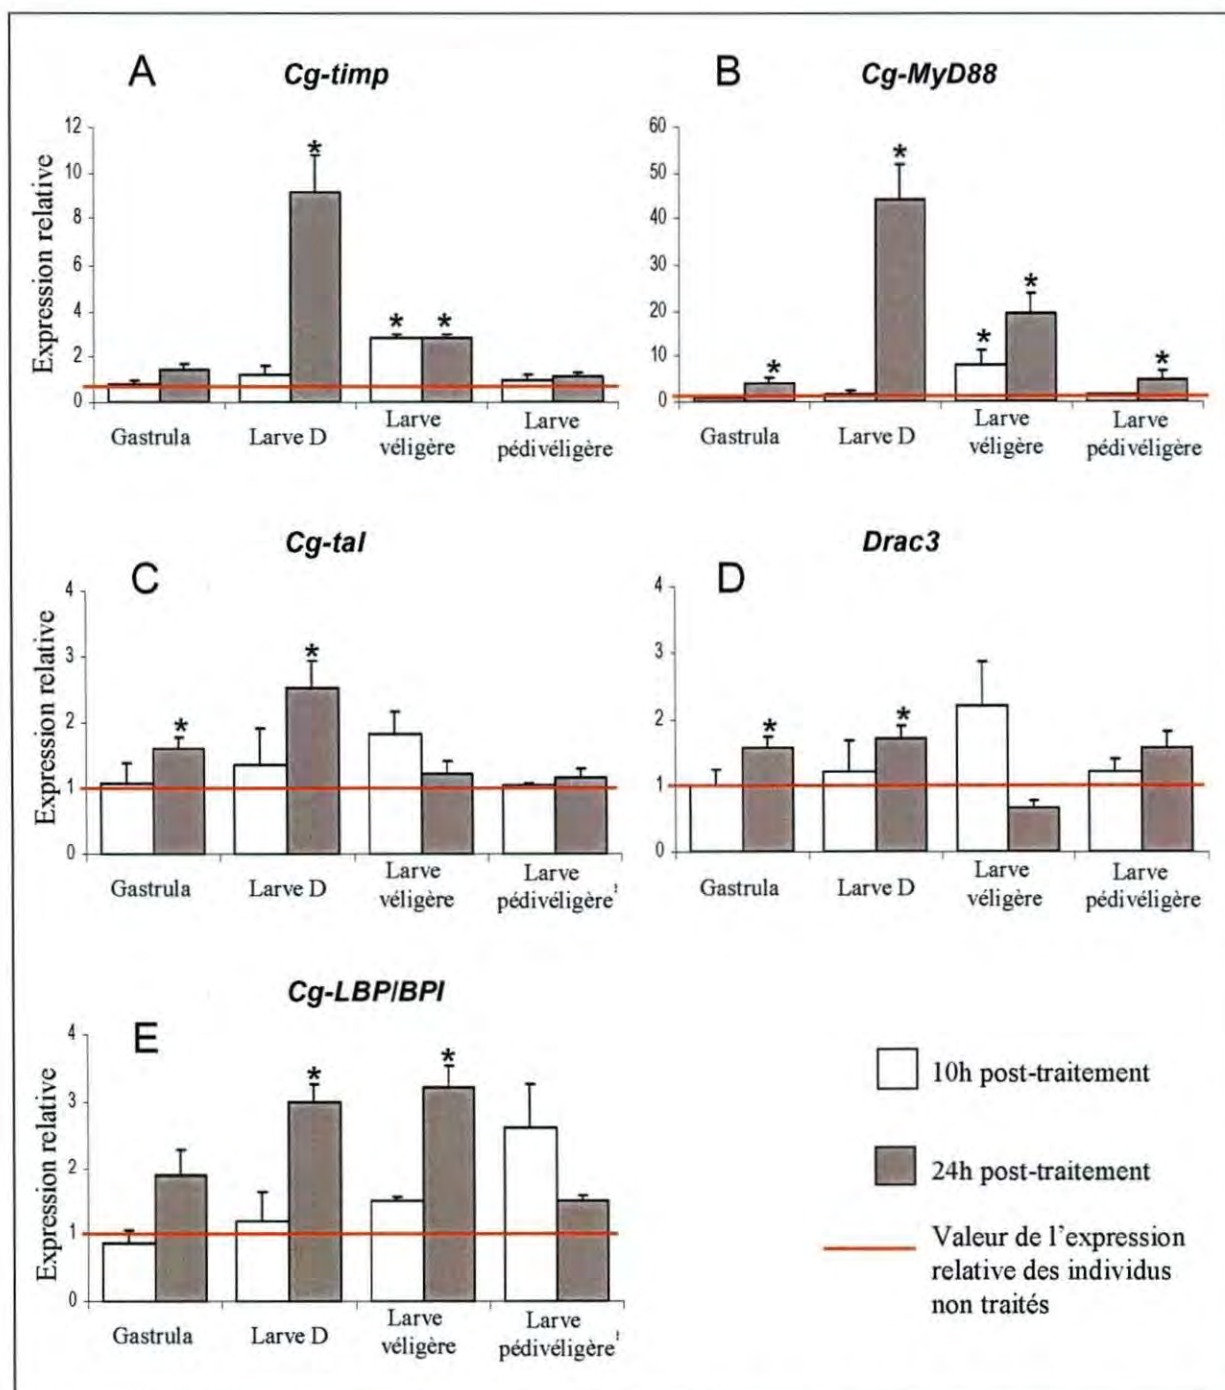 A
Cg-timp
Expression relative
12
10
8
6
4
2
0
*
* *
Gastrula
Larve D
Larve
véligère
Larve
pédivéligère
B
Cg-MyD88
60
50
40
30
20
10
0
*
*
*
*
*
Gastrula
Larve D
Larve
véligère
Larve
pédivéligère
C
Cg-tal
Expression relative
4
3
2
1
0
*
*
Gastrula
Larve D
Larve
véligère
Larve
pédivéligère
D
Drac3
4
3
2
1
0
*
*
Gastrula
Larve D
Larve
véligère
Larve
pédivéligère
E
Cg-LBP/BPI
Expression relative
4
3
2
1
0
*
*
Gastrula
Larve D
Larve
véligère
Larve
pédivéligère
10h post-traitement
24h post-traitement
Valeur de l'expression
relative des individus
non traités